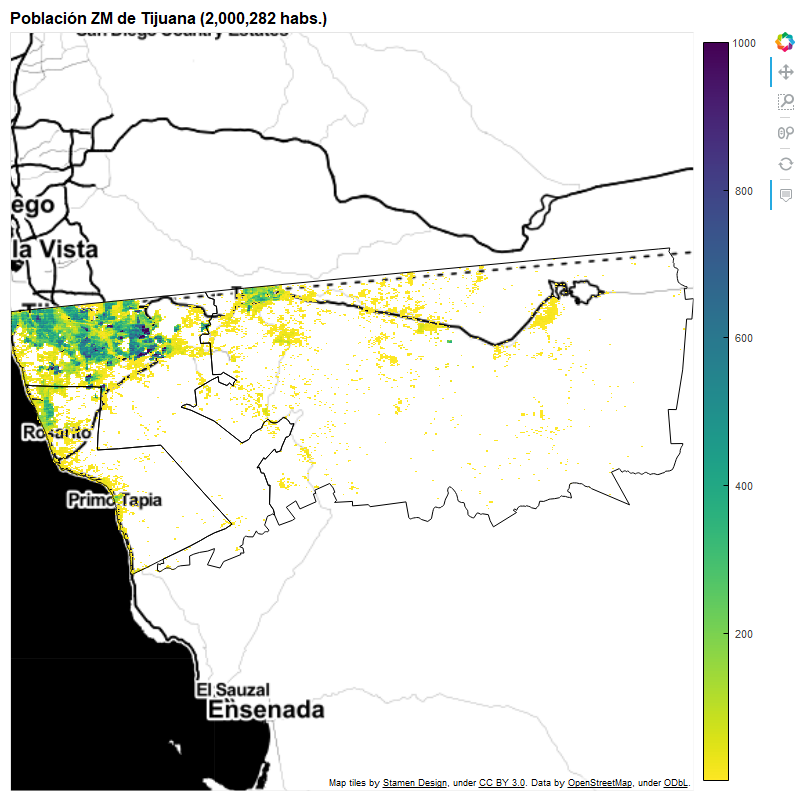 Población ZM de Tijuana (2,000,282 habs.)
San Diego Country Estates
1000
ego
800
la Vista
600
Rosarito
400
Primo Tapia
200
El Sauzal
Ensenada
Map tiles by Stamen Design, under CC BY 3.0. Data by OpenStreetMap, under ODbL.